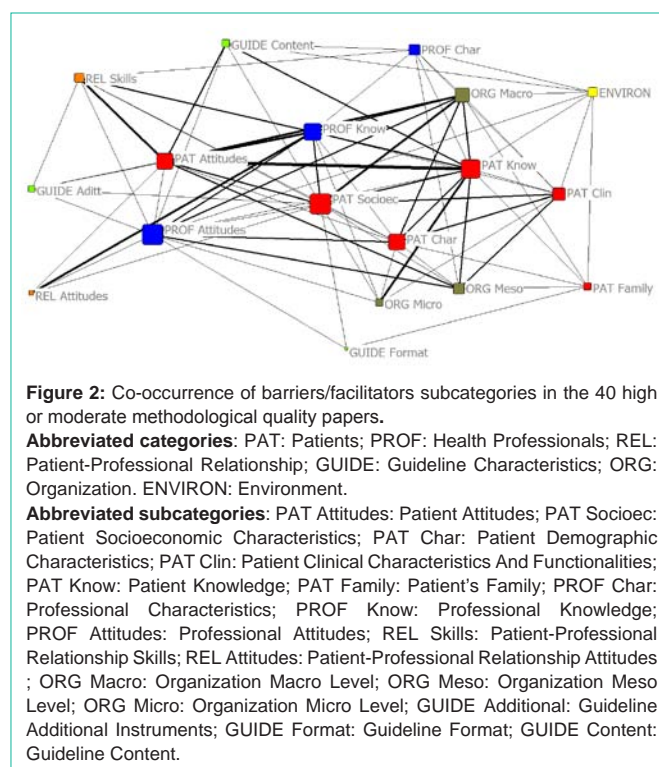 GUIDE Content
PROF Char
REL Skills
ORG Macro
ENVIRON
PROF Know
PAT Attitudes
PAT Know
GUIDE Aditt
PAT Socioec
PAT Clin
PROF Attitudes
PAT Char
REL Attitudes
ORG Micro
ORG Meso
PAT Family
GUIDE Format
Figure 2: Co-occurrence of barriers/facilitators subcategories in the 40 high
or moderate methodological quality papers.
Abbreviated categories: PAT: Patients; PROF: Health Professionals; REL:
Patient-Professional Relationship; GUIDE: Guideline Characteristics; ORG:
Organization. ENVIRON: Environment.
Abbreviated subcategories: PAT Attitudes: Patient Attitudes; PAT Socioec:
Patient Socioeconomic Characteristics; PAT Char: Patient Demographic
Characteristics; PAT Clin: Patient Clinical Characteristics And Functionalities;
PAT Know: Patient Knowledge; PAT Family: Patient's Family; PROF Char:
Professional Characteristics; PROF Know: Professional Knowledge;
PROF Attitudes: Professional Attitudes; REL Skills: Patient-Professional
Relationship Skills; REL Attitudes: Patient-Professional Relationship Attitudes
; ORG Macro: Organization Macro Level; ORG Meso: Organization Meso
Level; ORG Micro: Organization Micro Level; GUIDE Additional: Guideline
Additional Instruments; GUIDE Format: Guideline Format; GUIDE Content:
Guideline Content.